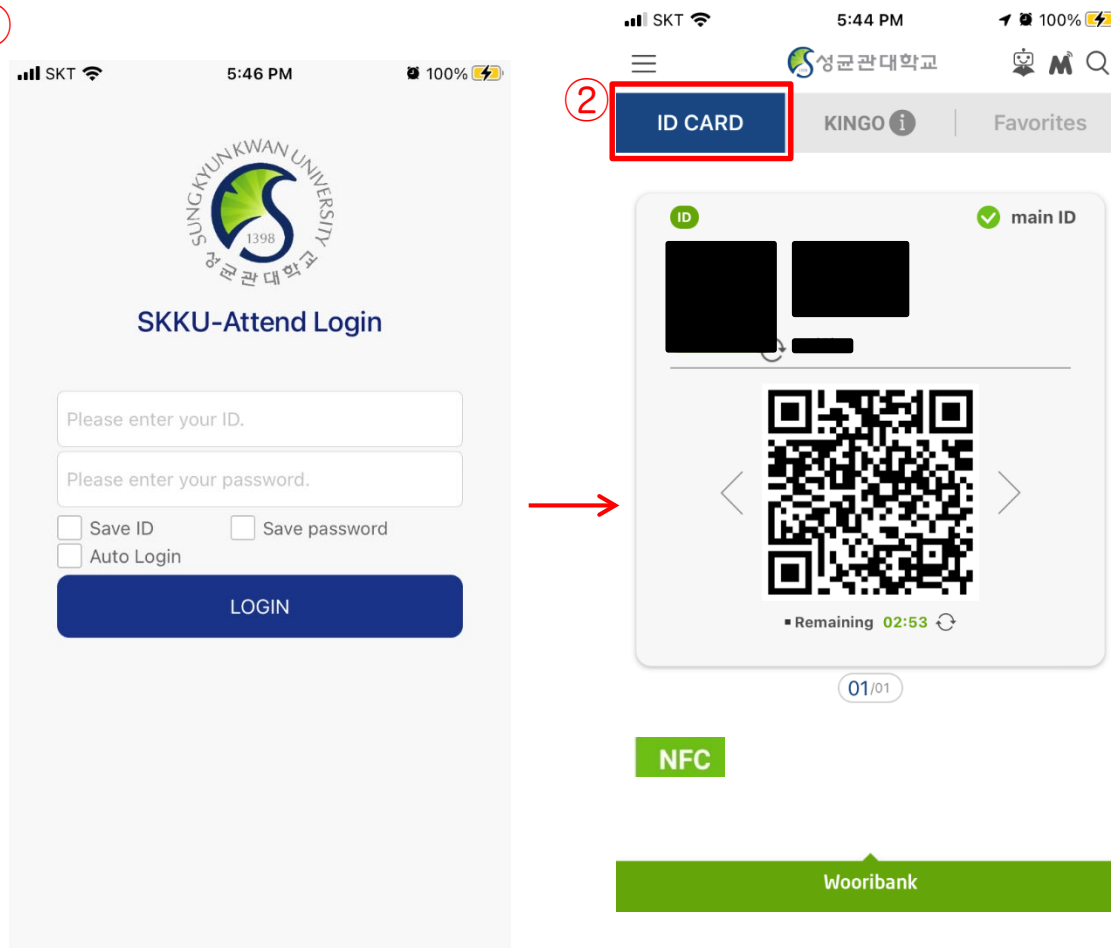 SKT
5:46 PM
100%
SUNGKYUNKWAN UNIVERSITY
1398
성균관대학교
SKKU-Attend Login
Please enter your ID.
Please enter your password.
Save ID
Save password
Auto Login
LOGIN
SKT
5:44 PM
100%
성균관대학교
M
②
ID CARD
KINGO i
Favorites
ID
main ID
Remaining 02:53
01/01
NFC
Wooribank